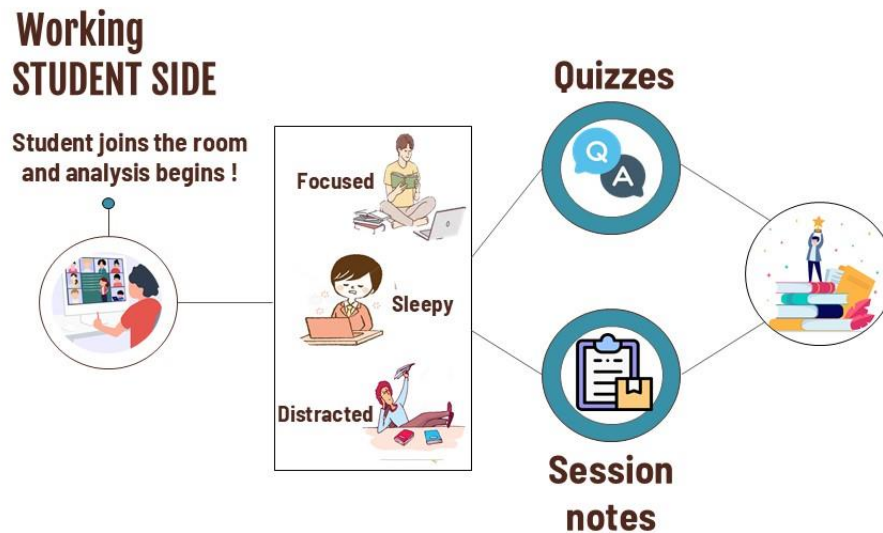 Working
STUDENT SIDE
Student joins the room
and analysis begins !
Focused
Sleepy
Distracted
Quizzes
Q
A
Session
notes